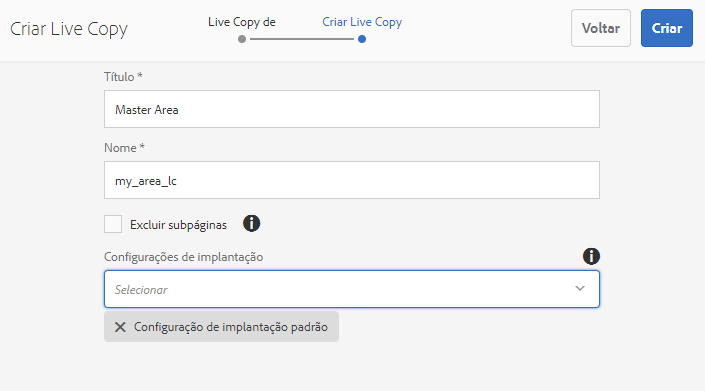 Criar Live Copy
Live Copy de
Criar Live Copy
Voltar
Criar
Título *
Master Area
Nome *
my_area_lc
Excluir subpáginas
Configurações de implantação
Selecionar
Configuração de implantação padrão